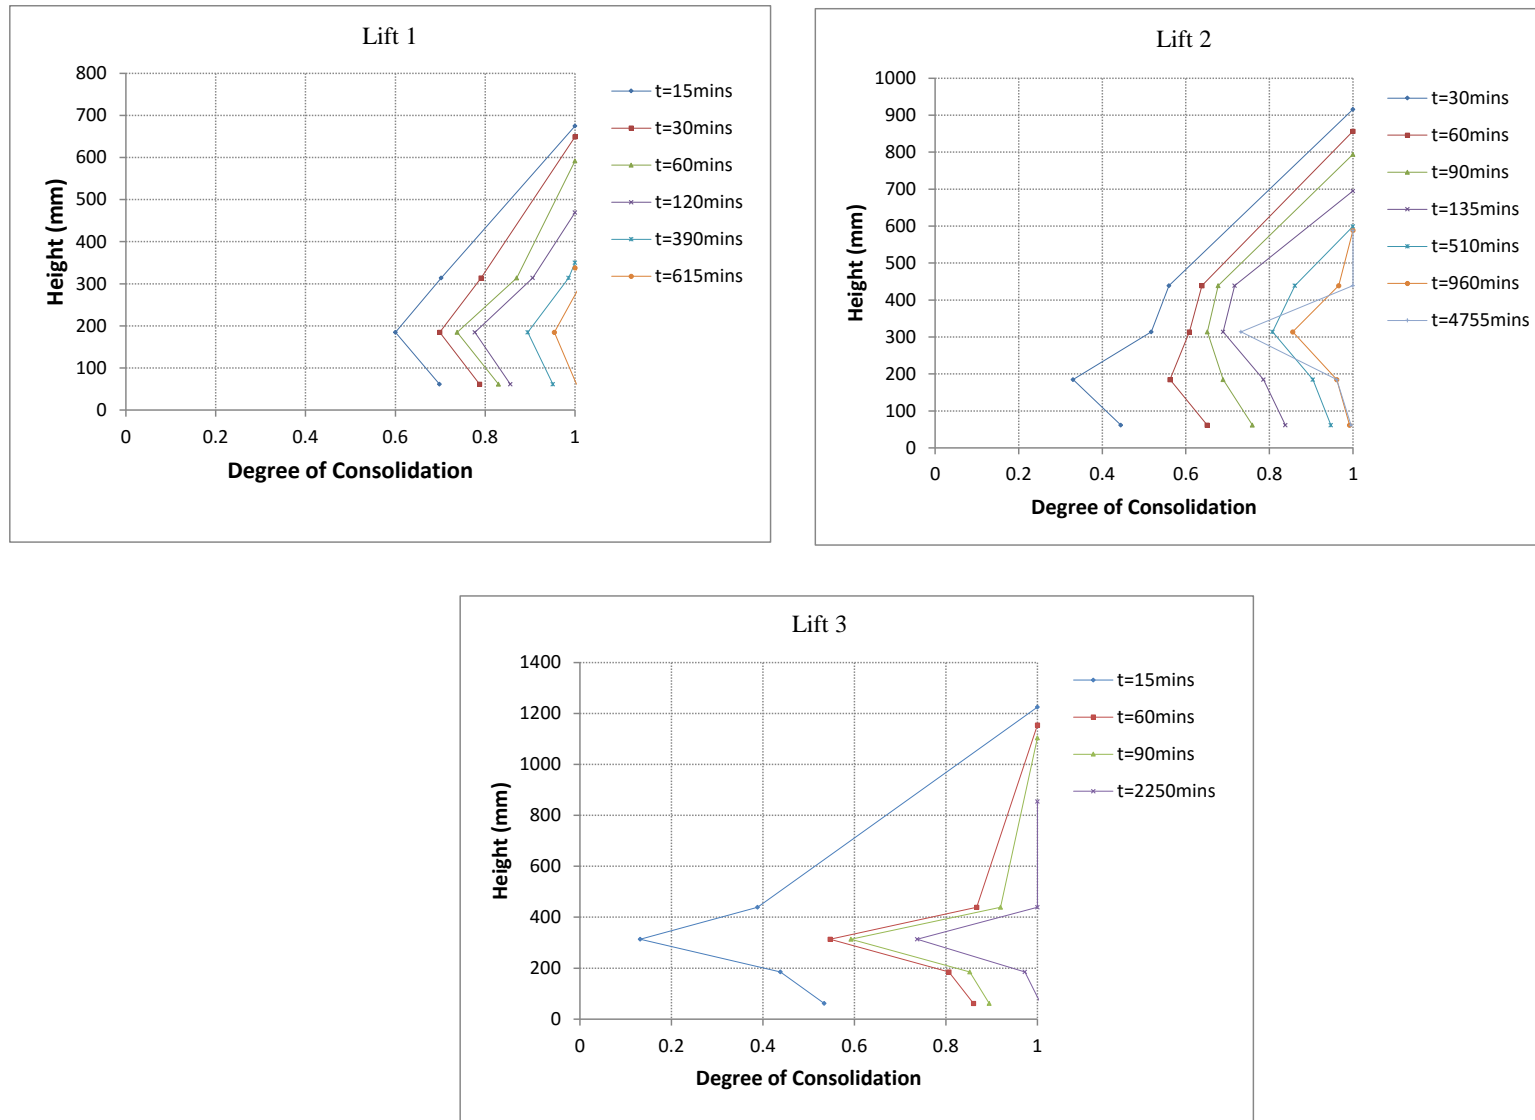 Lift 1
800
700
600
500
400
300
200
100
0
Height (mm)
0 0.2 0.4 0.6 0.8 1
Degree of Consolidation
t=15mins
t=30mins
t=60mins
t=120mins
t=390mins
t=615mins
Lift 2
1000
900
800
700
600
500
400
300
200
100
0
Height (mm)
0 0.2 0.4 0.6 0.8 1
Degree of Consolidation
t=30mins
t=60mins
t=90mins
t=135mins
t=510mins
t=960mins
t=4755mins
Lift 3
1400
1200
1000
800
600
400
200
0
Height (mm)
0 0.2 0.4 0.6 0.8 1
Degree of Consolidation
t=15mins
t=60mins
t=90mins
t=2250mins